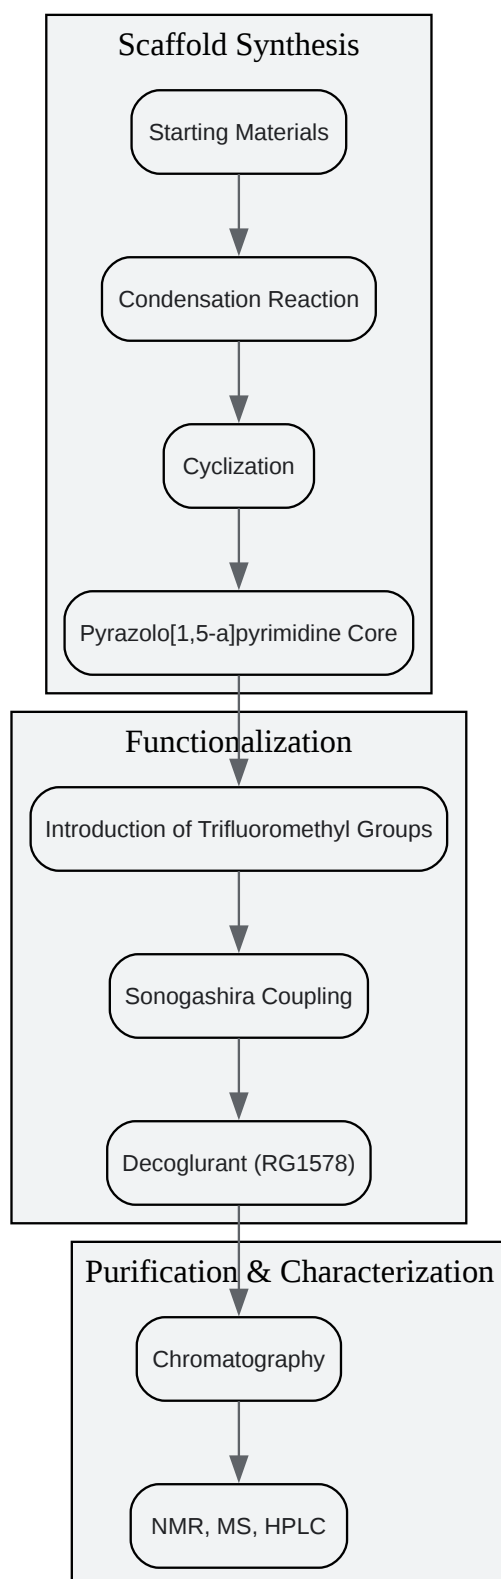 Scaffold Synthesis
Starting Materials
Condensation Reaction
Cyclization
Pyrazolo[1,5-a]pyrimidine Core
Functionalization
Introduction of Trifluoromethyl Groups
Sonogashira Coupling
Decoglurant (RG1578)
Purification & Characterization
Chromatography
NMR, MS, HPLC